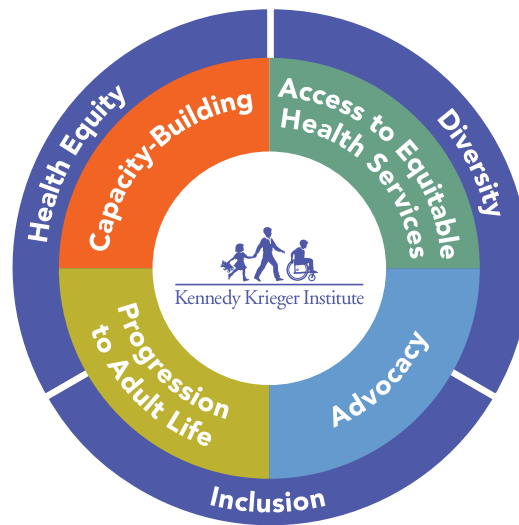 Health Equity
Diversity
Inclusion
Capacity-Building
Access to Equitable
Health Services
Progression
to Adult Life
Advocacy
Kennedy Krieger Institute